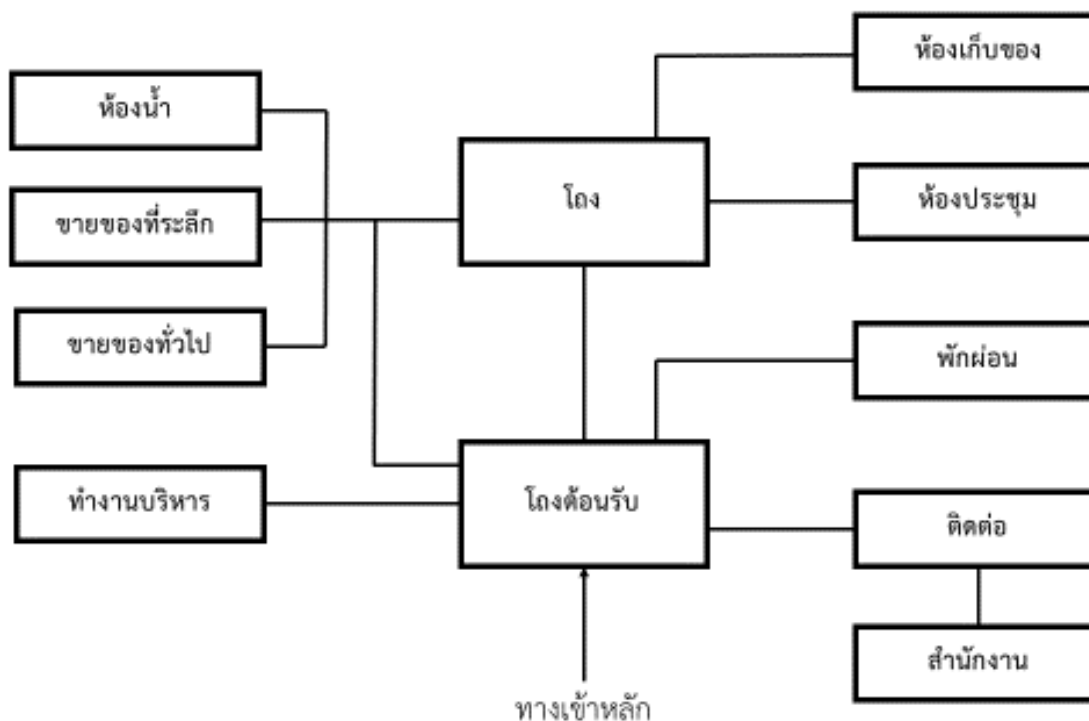 ห้องเก็บของ
ห้องน้ำ
โถง
ห้องประชุม
ขายของที่ระลึก
ขายของทั่วไป
พักผ่อน
ทำงานบริหาร
โถงต้อนรับ
ติดต่อ
สำนักงาน
ทางเข้าหลัก